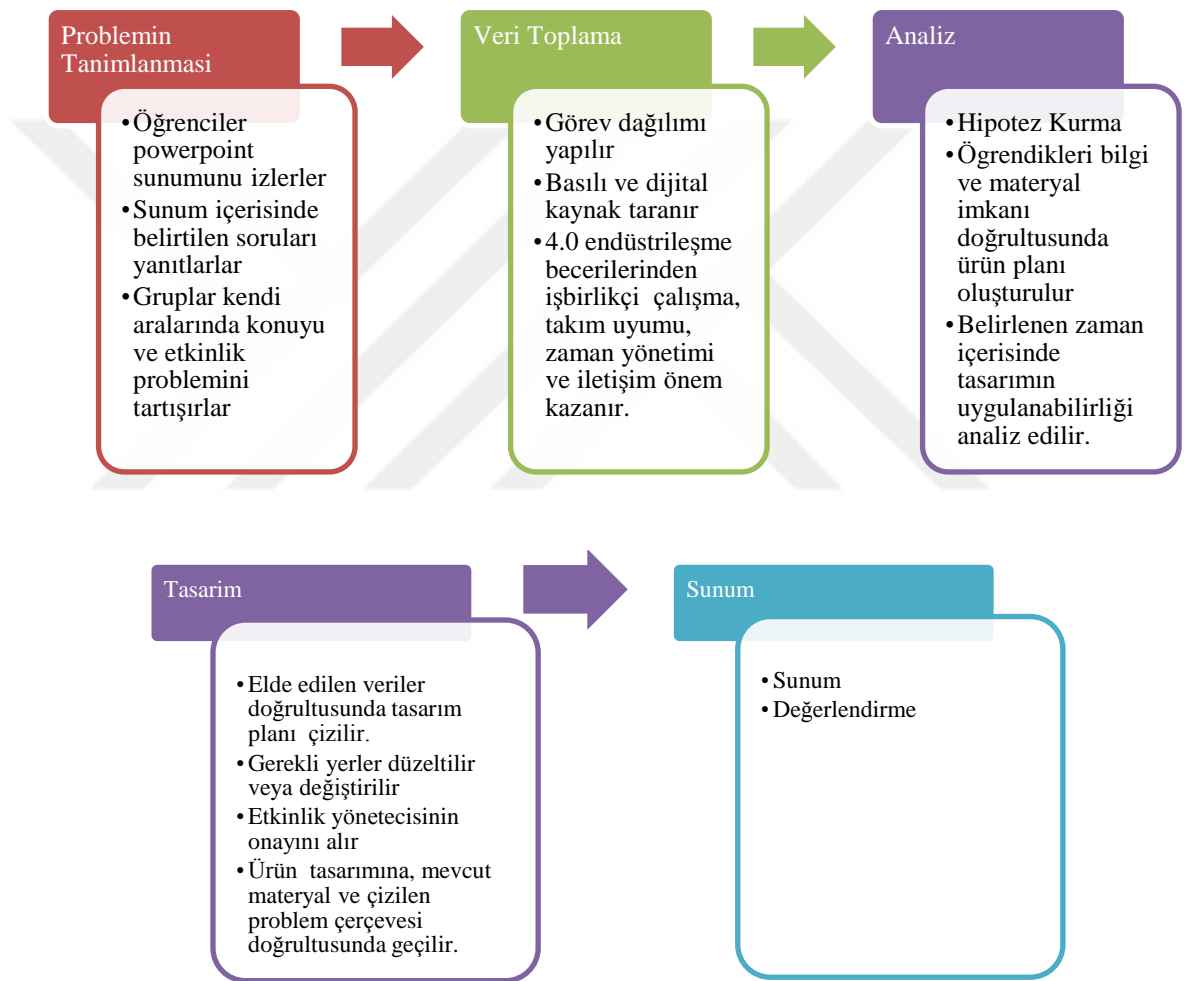 Problemin
Tanimlanmasi
•Öğrenciler
powerpoint
sunumunu izlerler
•Sunum içerisinde
belirtilen soruları
yanıtlarlar
•Gruplar kendi
aralarında konuyu
ve etkinlik
problemini
tartışırlar
Veri Toplama
•Görev dağılımı
yapılır
•Basılı ve dijital
kaynak taranır
•4.0 endüstrileşme
becerilerinden
işbirlikçi çalışma,
takım uyumu,
zaman yönetimi
ve iletişim önem
kazanır.
Analiz
•Hipotez Kurma
•Ögrendikleri bilgi
ve materyal
imkanı
doğrultusunda
ürün planı
oluşturulur
•Belirlenen zaman
içerisinde
tasarımın
uygulanabilirliği
analiz edilir.
Tasarim
•Elde edilen veriler
doğrultusunda tasarım
planı çizilir.
•Gerekli yerler düzeltilir
veya değiştirilir
•Etkinlik yönetecisinin
onayını alır
•Ürün tasarımına, mevcut
materyal ve çizilen
problem çerçevesi
doğrultusunda geçilir.
Sunum
•Sunum
•Değerlendirme